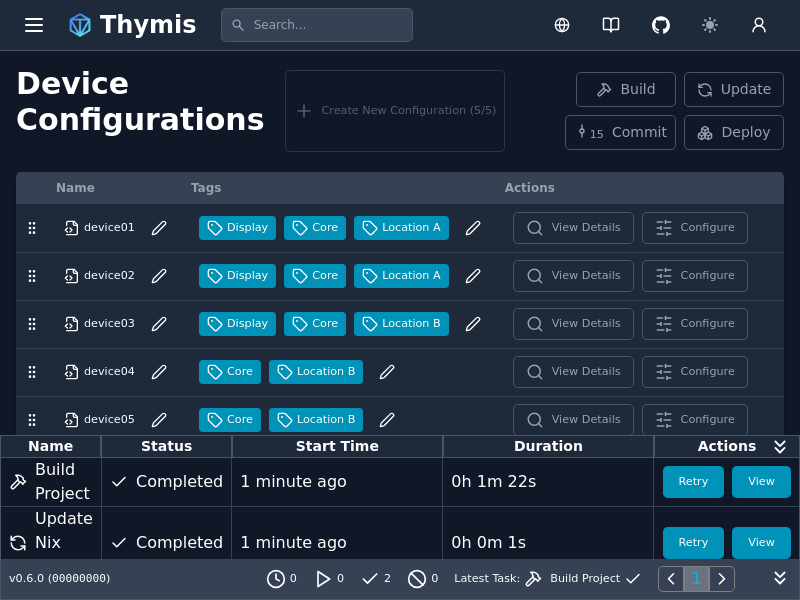 Thymis
Search...
Device
Configurations
Create New Configuration (5/5)
Build
Update
15 Commit
Deploy
Name Tags Actions
device01 Display Core Location A View Details Configure
device02 Display Core Location A View Details Configure
device03 Display Core Location B View Details Configure
device04 Core Location B View Details Configure
device05 Core Location B View Details Configure
Name Status Start Time Duration Actions
Build
Project Completed 1 minute ago 0h 1m 22s Retry View
Update
Nix Completed 1 minute ago 0h 0m 1s Retry View
v0.6.0 (00000000) 0 0 2 0 Latest Task: Build Project 1